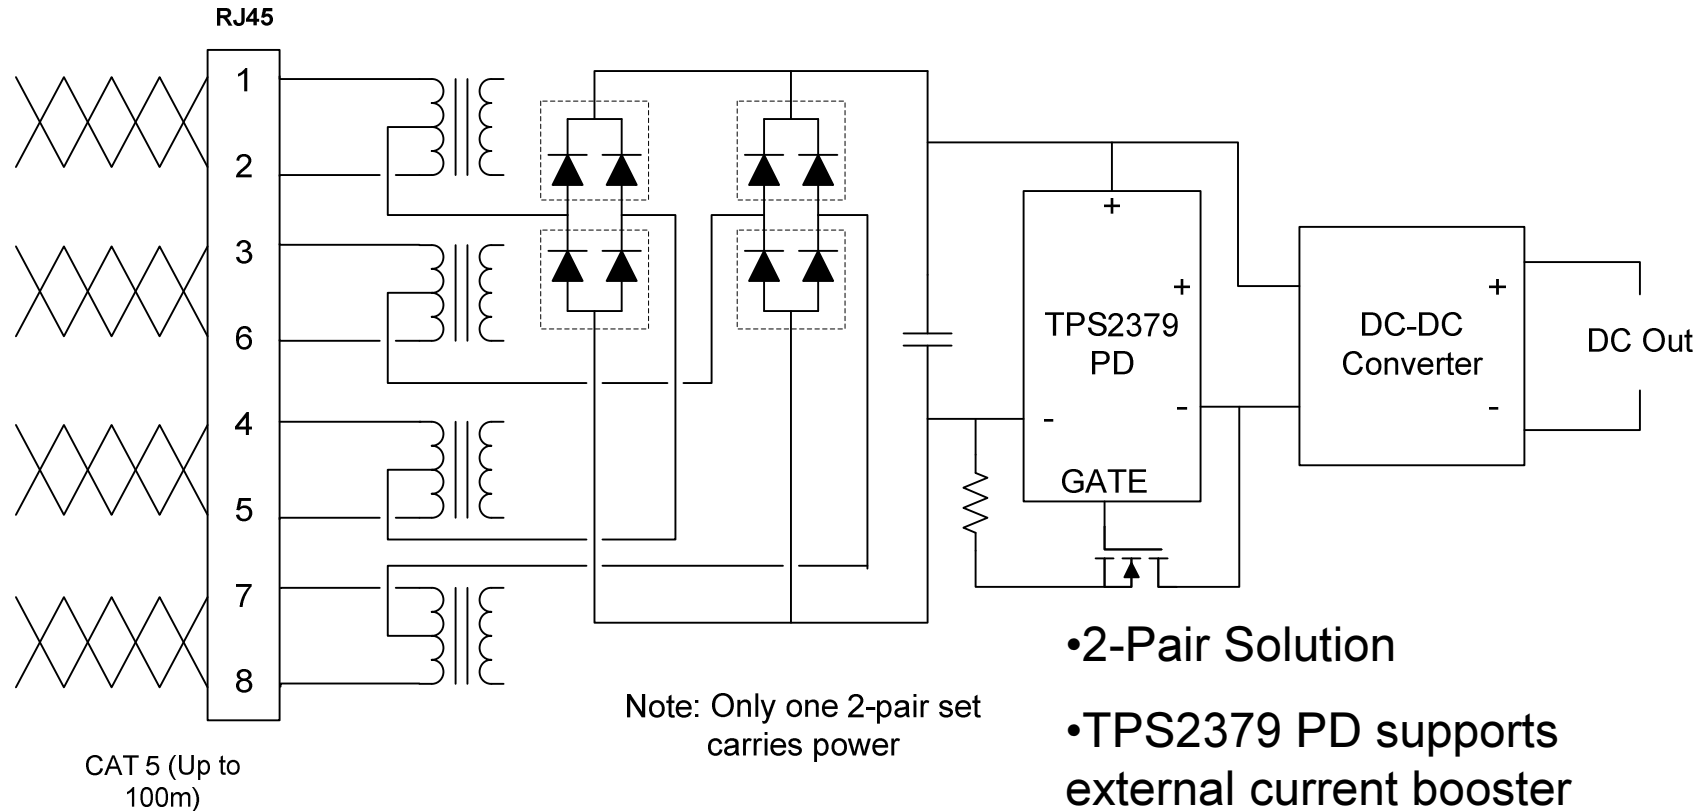 RJ45
1
2
3
6
4
5
7
8
CAT 5 (Up to
100m)
+
+
TPS2379
PD
-
-
GATE
+
DC-DC
Converter
-
DC Out
Note: Only one 2-pair set
carries power
•2-Pair Solution
•TPS2379 PD supports
external current booster